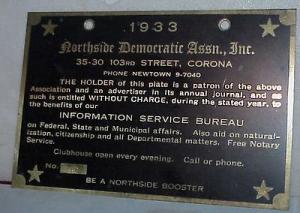 1933
Northside Democratic Assn., Inc.
35-30 103RD STREET, CORONA
PHONE NEWTOWN 9-7040
THE HOLDER of this plate is a patron of the above
Association and an advertiser in its annual journal, and as
such is entitled WITHOUT CHARGE, during the stated year, to
the benefits of our
INFORMATION SERVICE BUREAU
on Federal, State and Municipal affairs. Also aid on natural-
ization, citizenship and all Departmental matters. Free Notary
Service.
Clubhouse open every evening. Call or phone.
No
BE A NORTHSIDE BOOSTER